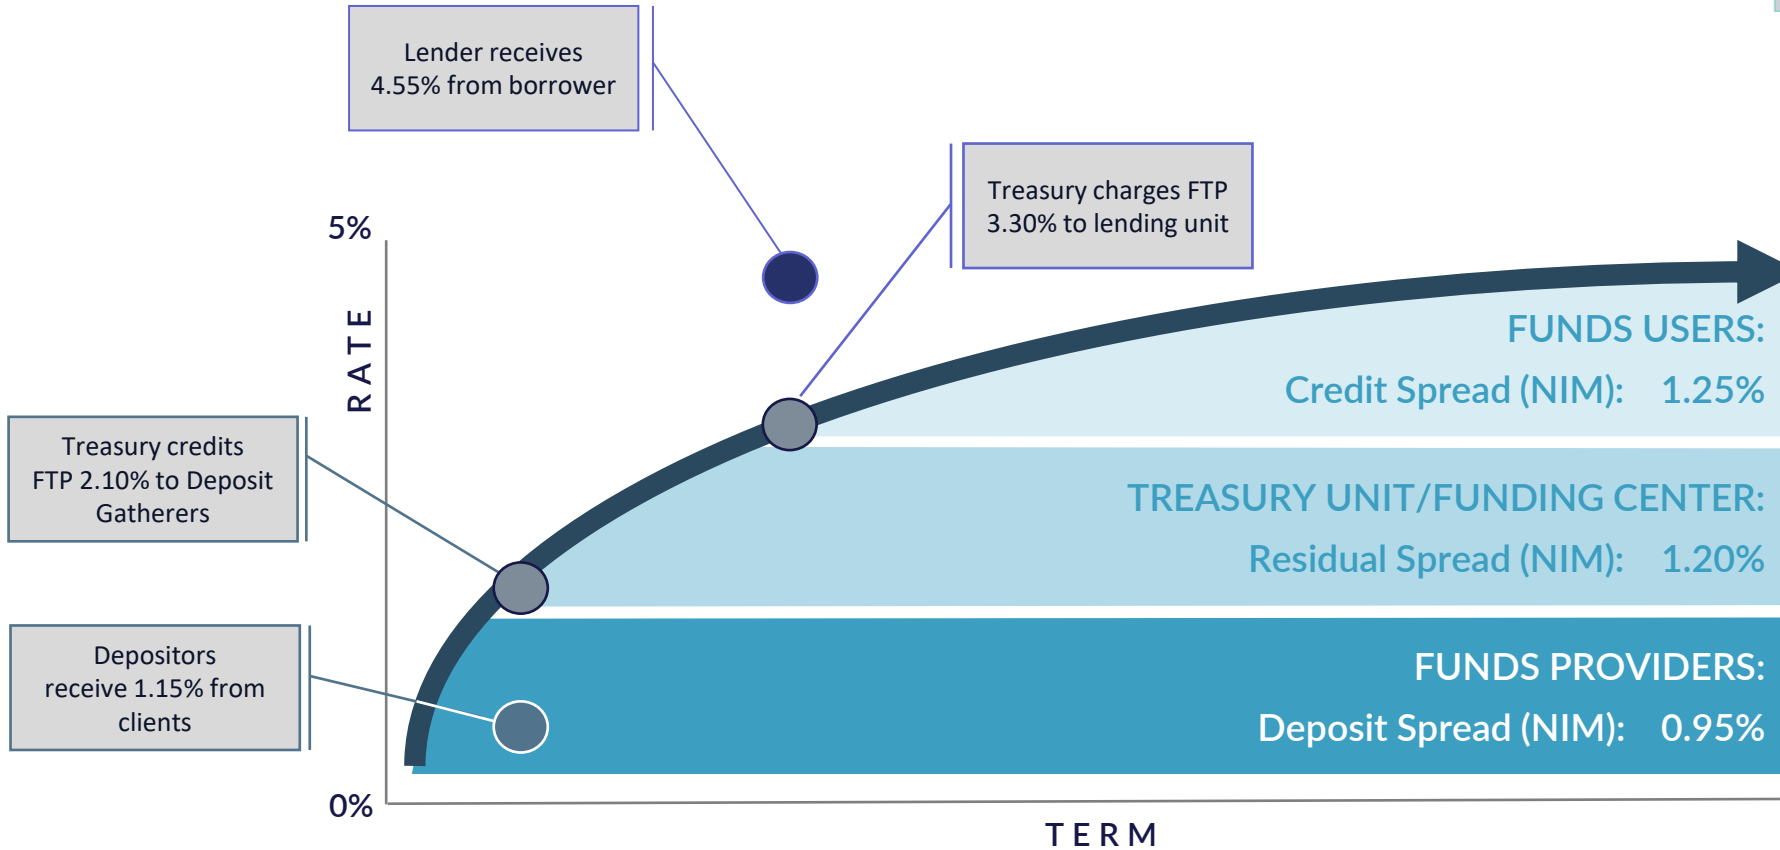 Lender receives
4.55% from borrower
Treasury charges FTP
3.30% to lending unit
5%
RATE
FUNDS USERS:
Credit Spread (NIM): 1.25%
Treasury credits
FTP 2.10% to Deposit
Gatherers
TREASURY UNIT/FUNDING CENTER:
Residual Spread (NIM): 1.20%
Depositors
receive 1.15% from
clients
FUNDS PROVIDERS:
Deposit Spread (NIM): 0.95%
0%
TERM